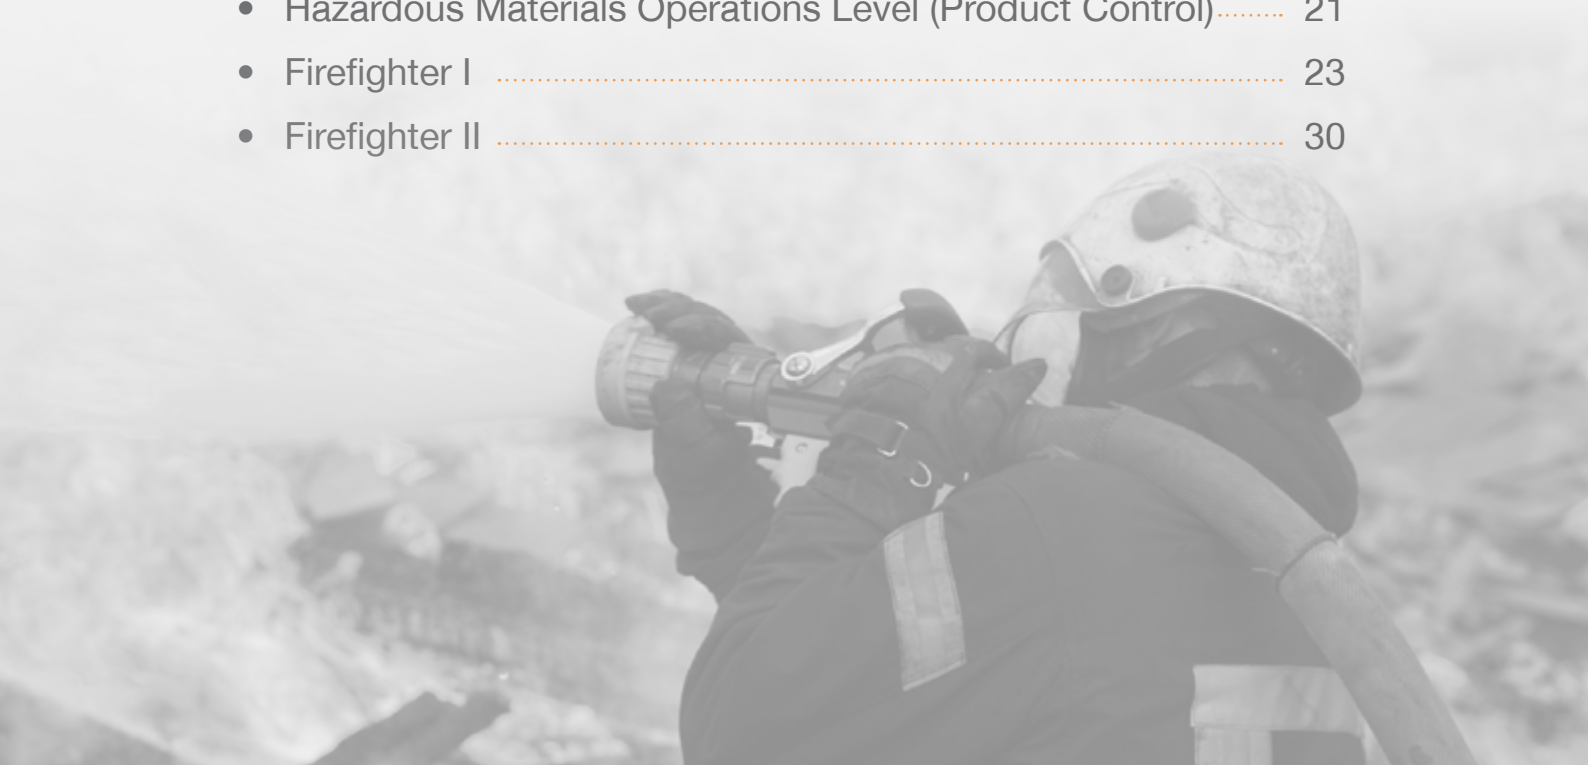 • Hazardous Materials Operations Level (Product Control) ........ 21
• Firefighter I ........ 23
• Firefighter II ........ 30